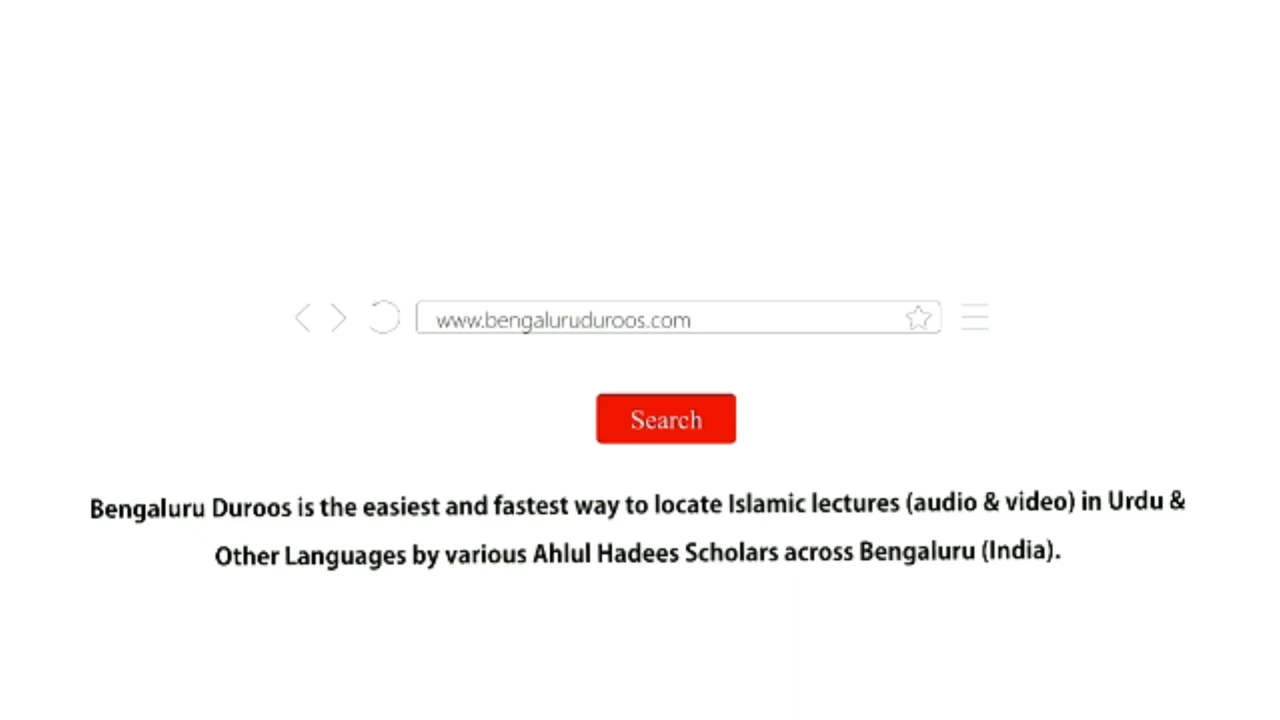 www.bengaluruduroos.com
Search
Bengaluru Duroos is the easiest and fastest way to locate Islamic lectures (audio & video) in Urdu &
Other Languages by various Ahlul Hadees Scholars across Bengaluru (India).